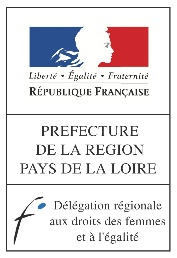 Liberté • Égalité • Fraternité
RÉPUBLIQUE FRANÇAISE
PREFECTURE
DE LA REGION
PAYS DE LA LOIRE
Délégation régionale
aux droits des femmes
et à l'égalité